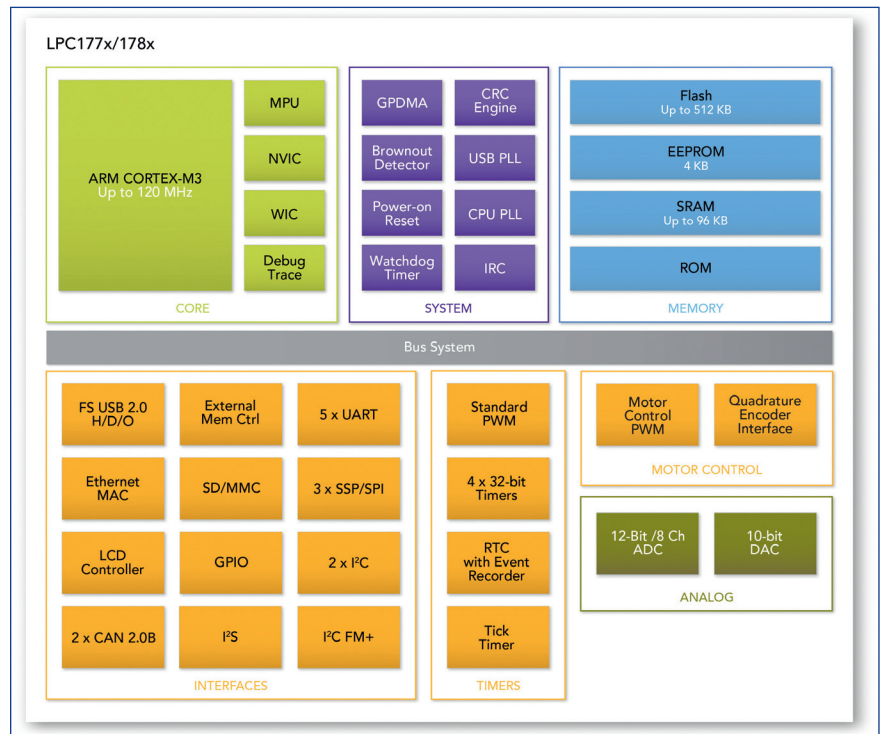 LPC177x/178x
ARM CORTEX-M3
Up to 120 MHz
MPU
NVIC
WIC
Debug
Trace
CORE
GPDMA
CRC
Engine
Brownout
Detector
USB PLL
Power-on
Reset
CPU PLL
Watchdog
Timer
IRC
SYSTEM
Flash
Up to 512 KB
EEPROM
4 KB
SRAM
Up to 96 KB
ROM
MEMORY
Bus System
FS USB 2.0
H/D/O
External
Mem Ctrl
5 x UART
Ethernet
MAC
SD/MMC
3 x SSP/SPI
LCD
Controller
GPIO
2 x I²C
2 x CAN 2.0B
I²S
I²C FM+
INTERFACES
Standard
PWM
4 x 32-bit
Timers
RTC
with Event
Recorder
Tick
Timer
TIMERS
Motor
Control
PWM
Quadrature
Encoder
Interface
MOTOR CONTROL
12-Bit /8 Ch
ADC
10-bit
DAC
ANALOG